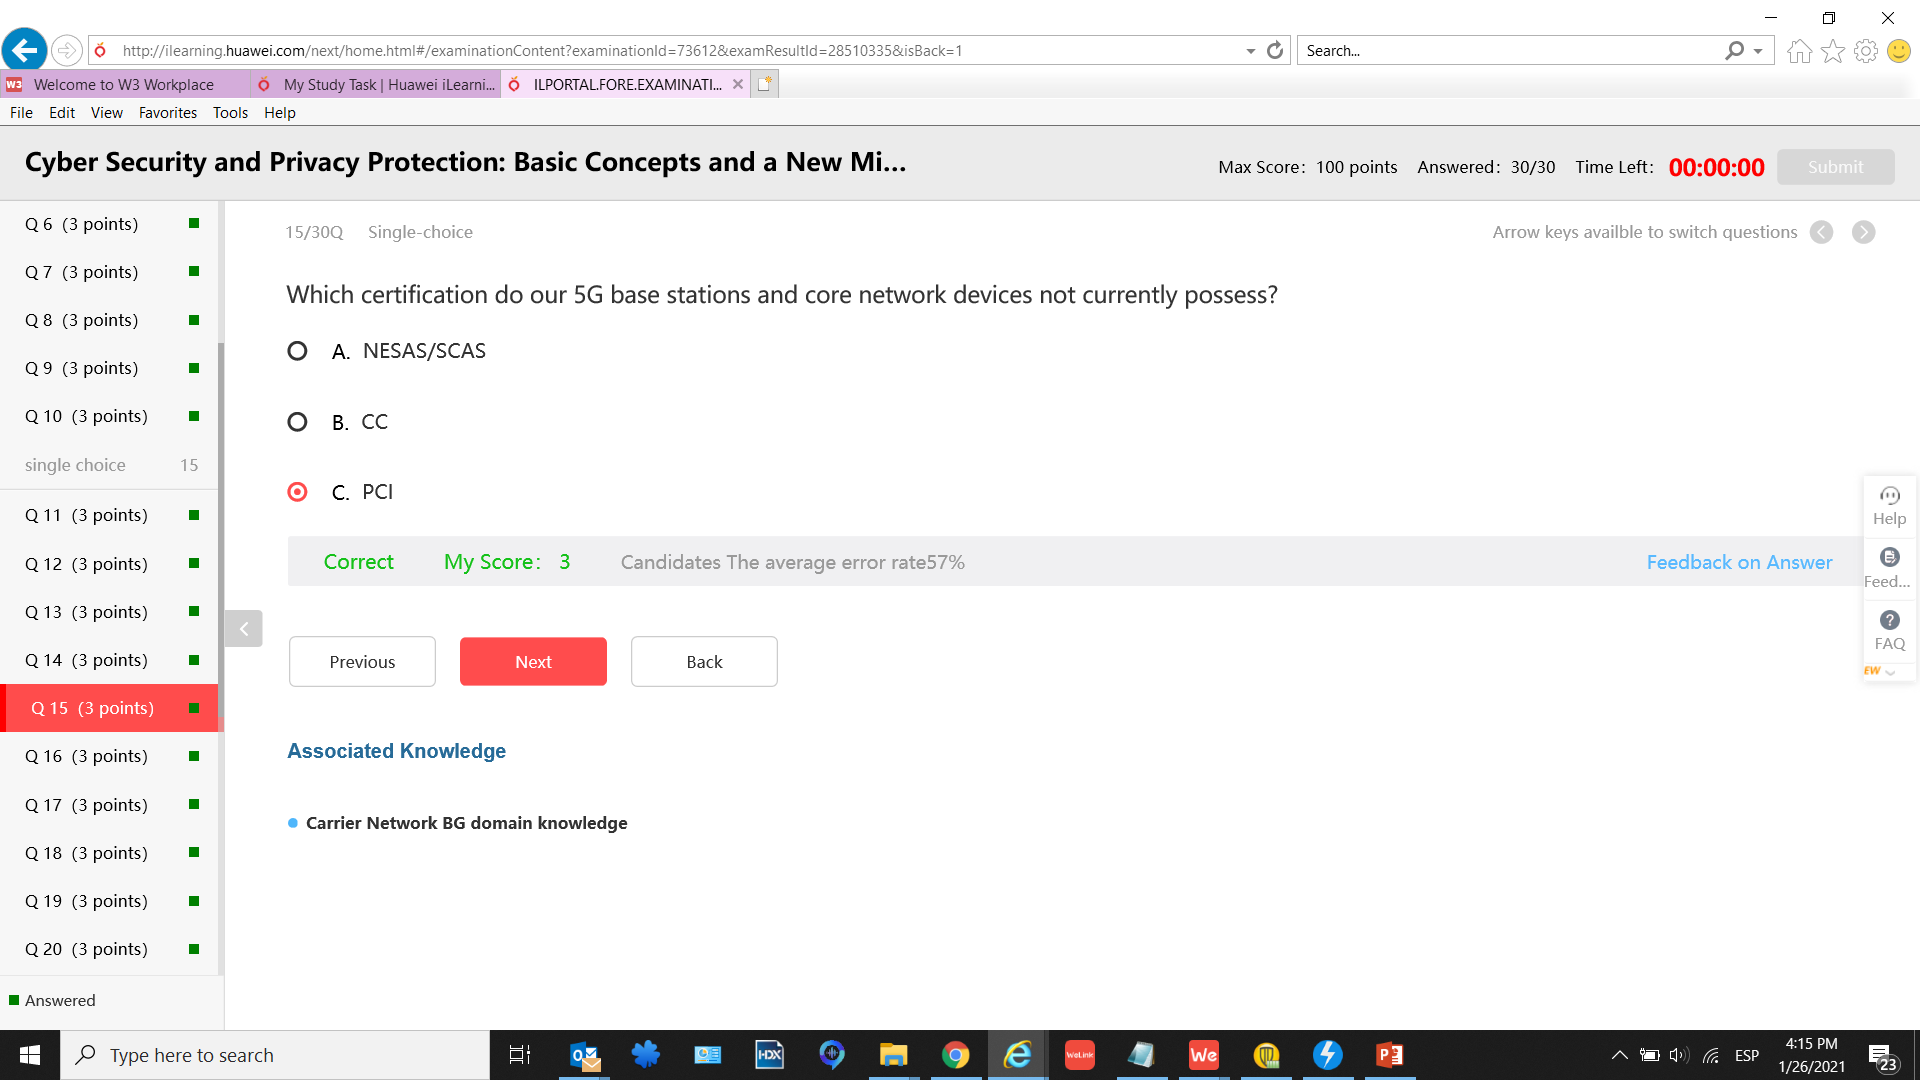 http://ilearning.huawei.com/next/home.html#/examinationContent?examinationId=73612&examResultId=28510335&isBack=1
Search...
W3 Welcome to W3 Workplace
My Study Task | Huawei iLearni...
ILPORTAL.FORE.EXAMINATI...
File Edit View Favorites Tools Help
Cyber Security and Privacy Protection: Basic Concepts and a New Mi...
Max Score: 100 points Answered: 30/30 Time Left: 00:00:00 Submit
Q 6 (3 points)
Q 7 (3 points)
Q 8 (3 points)
Q 9 (3 points)
Q 10 (3 points)
single choice 15
Q 11 (3 points)
Q 12 (3 points)
Q 13 (3 points)
Q 14 (3 points)
Q 15 (3 points)
Q 16 (3 points)
Q 17 (3 points)
Q 18 (3 points)
Q 19 (3 points)
Q 20 (3 points)
Answered
15/30Q Single-choice
Arrow keys availble to switch questions
Which certification do our 5G base stations and core network devices not currently possess?
A. NESAS/SCAS
B. CC
C. PCI
Correct My Score: 3 Candidates The average error rate57% Feedback on Answer
Previous Next Back
Associated Knowledge
Carrier Network BG domain knowledge
Help
Feed...
FAQ
EW
Type here to search
HDX
WeLink
We
ESP
4:15 PM
1/26/2021
23